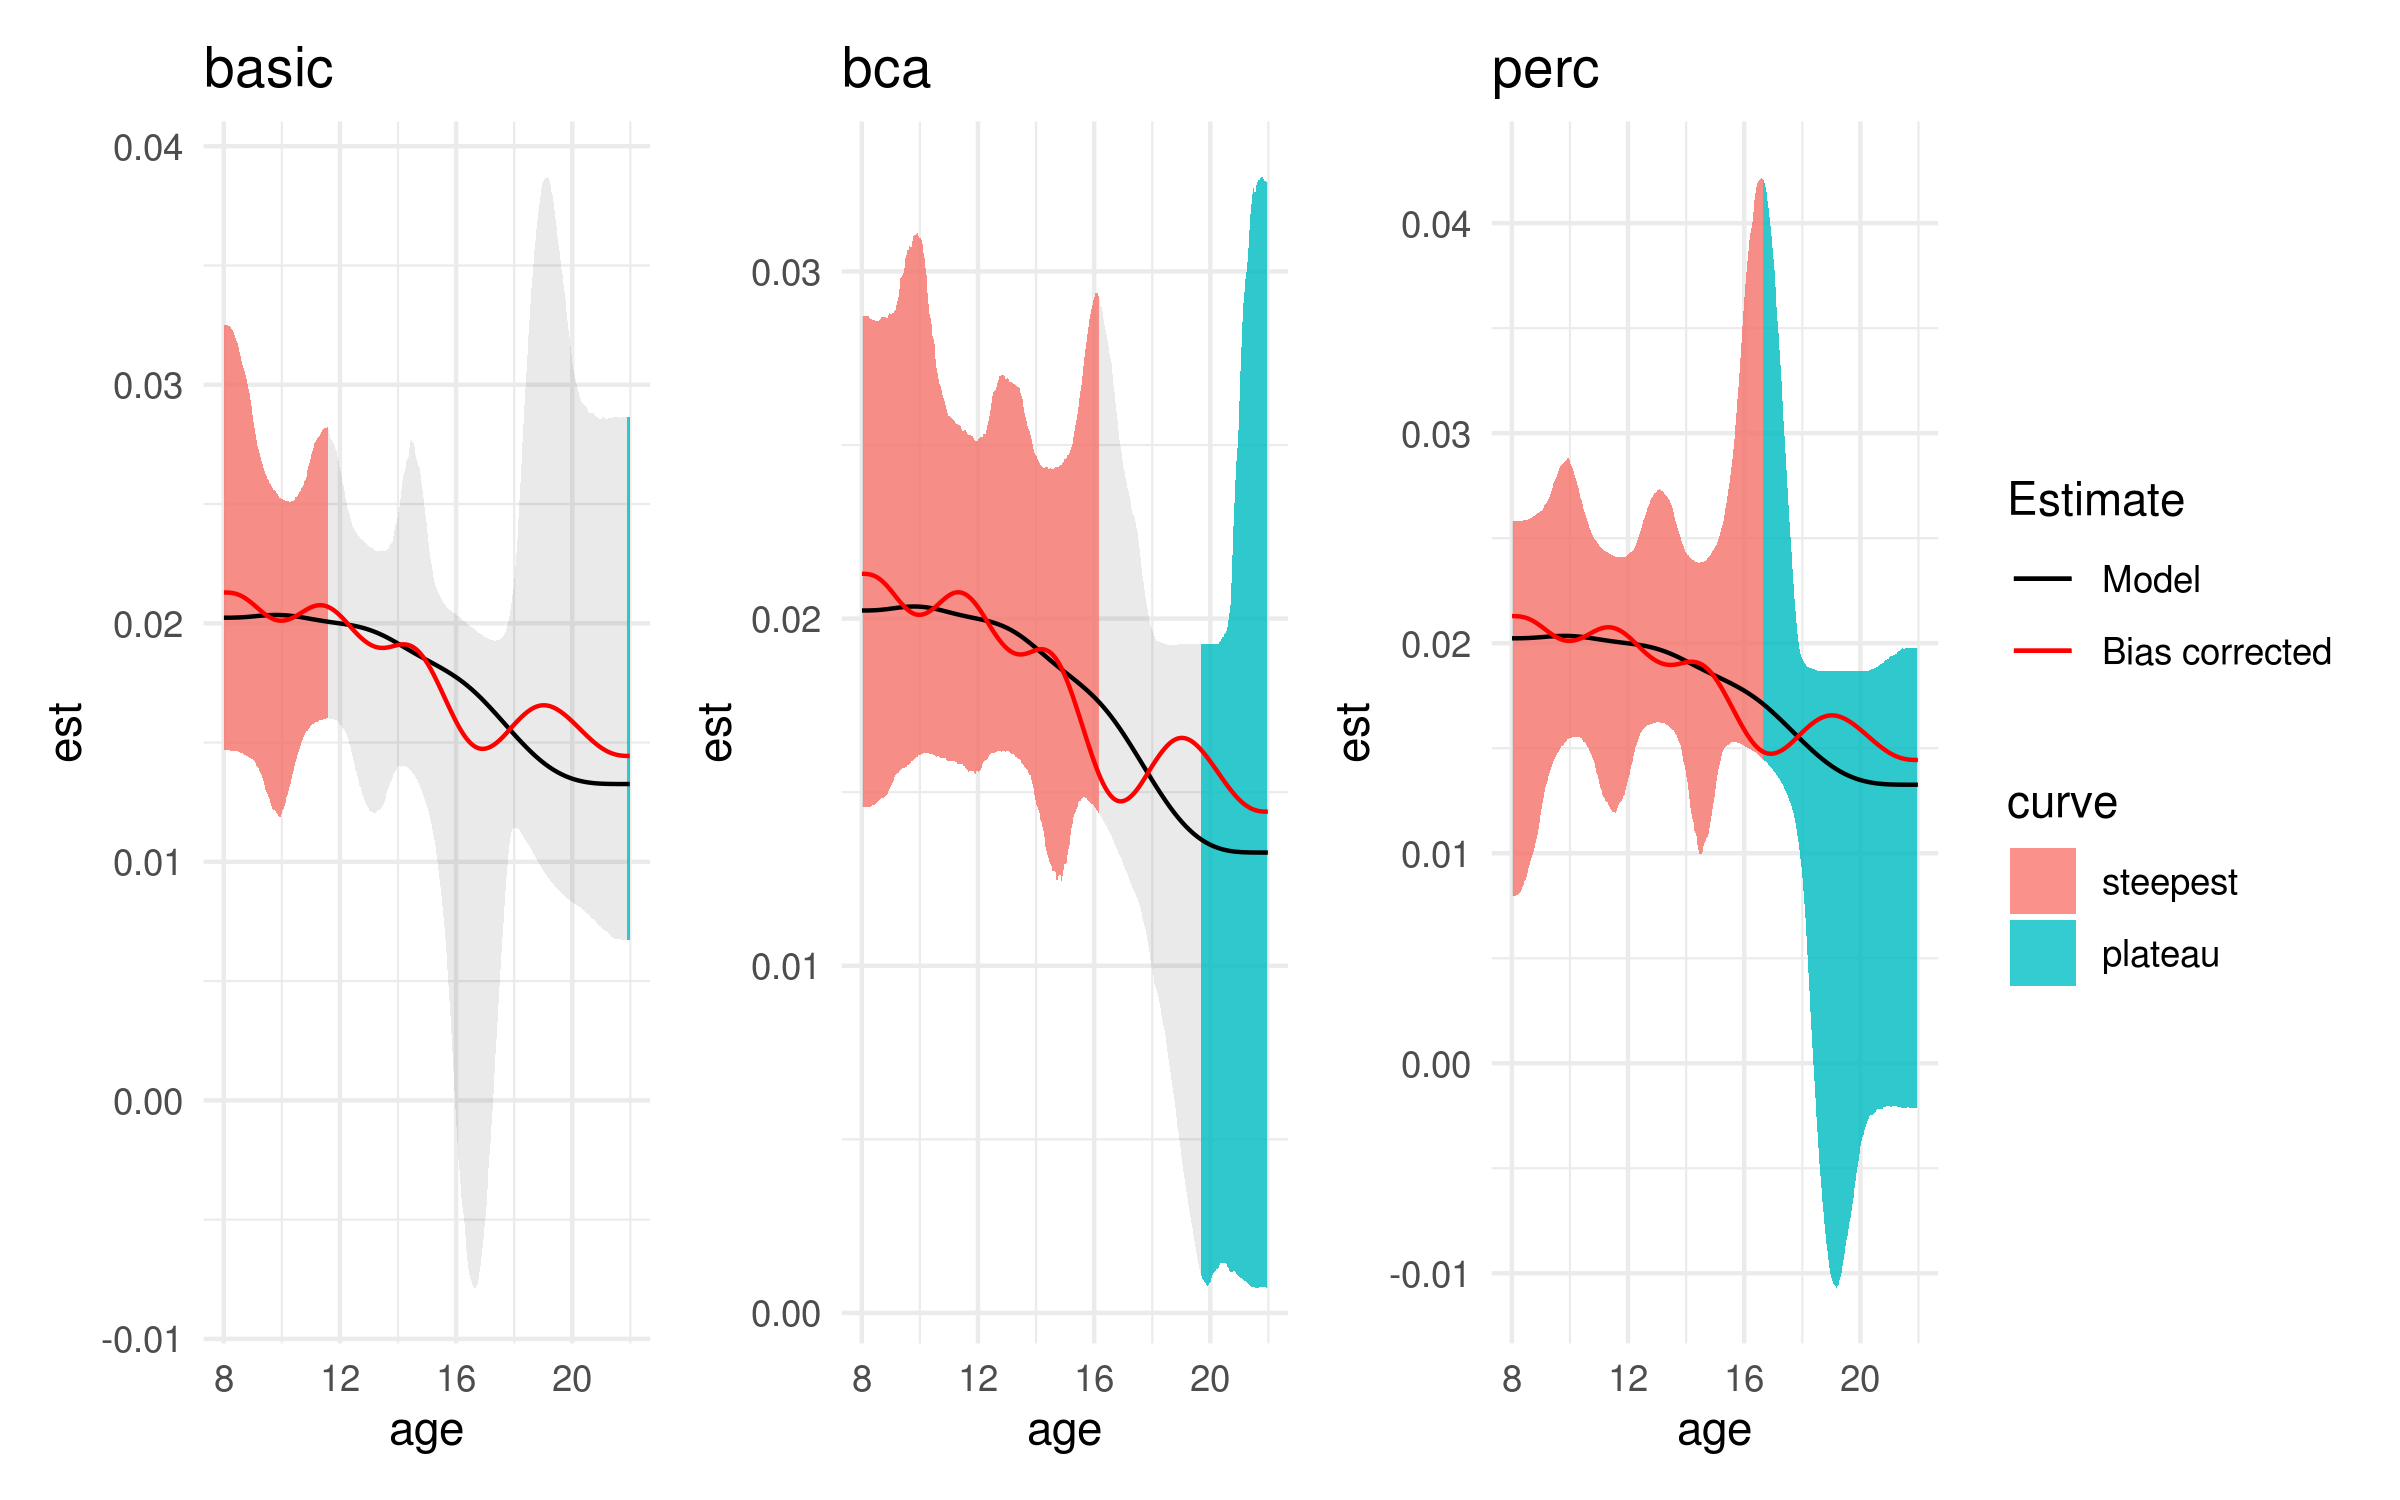 basic
bca
perc
0.04
0.03
0.02
0.01
0.00
-0.01
est
8 12 16 20
age
0.03
0.02
0.01
0.00
est
8 12 16 20
age
0.04
0.03
0.02
0.01
0.00
-0.01
est
8 12 16 20
age
Estimate
Model
Bias corrected
curve
steepest
plateau